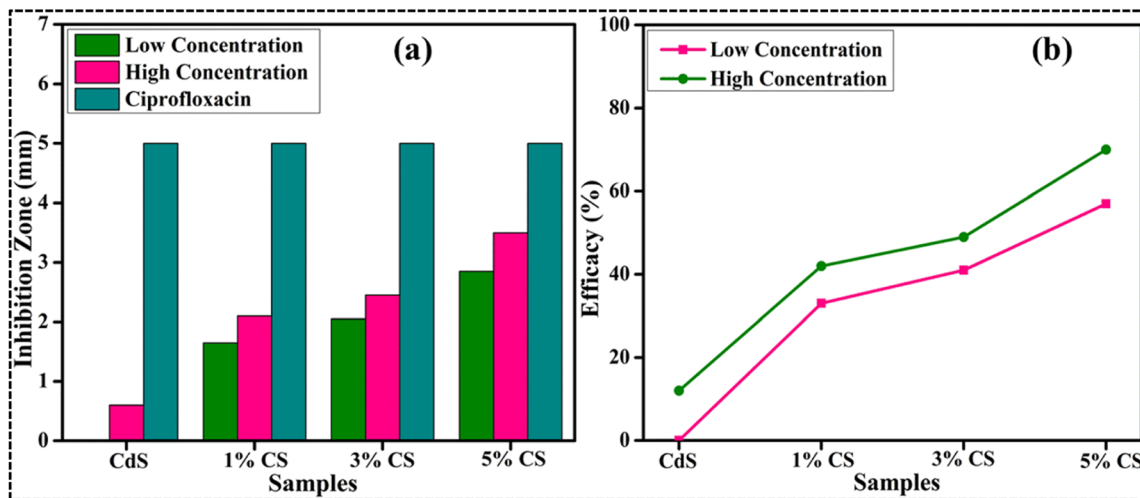 (a)
Low Concentration
High Concentration
Ciprofloxacin
Inhibition Zone (mm)
7
6
5
4
3
2
1
0
CdS 1% CS 3% CS 5% CS
Samples
(b)
Low Concentration
High Concentration
Efficacy (%)
100
80
60
40
20
0
CdS 1% CS 3% CS 5% CS
Samples